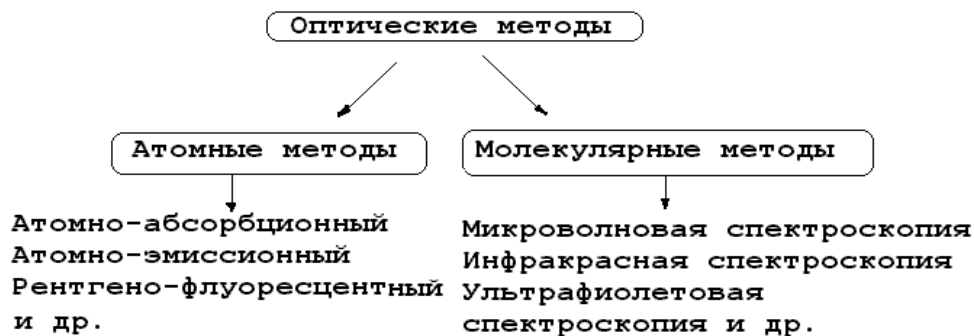 Оптические методы
Атомные методы
Молекулярные методы
Атомно-абсорбционный
Атомно-эмиссионный
Рентгено-флуоресцентный
и др.
Микроволновая спектроскопия
Инфракрасная спектроскопия
Ультрафиолетовая
спектроскопия и др.